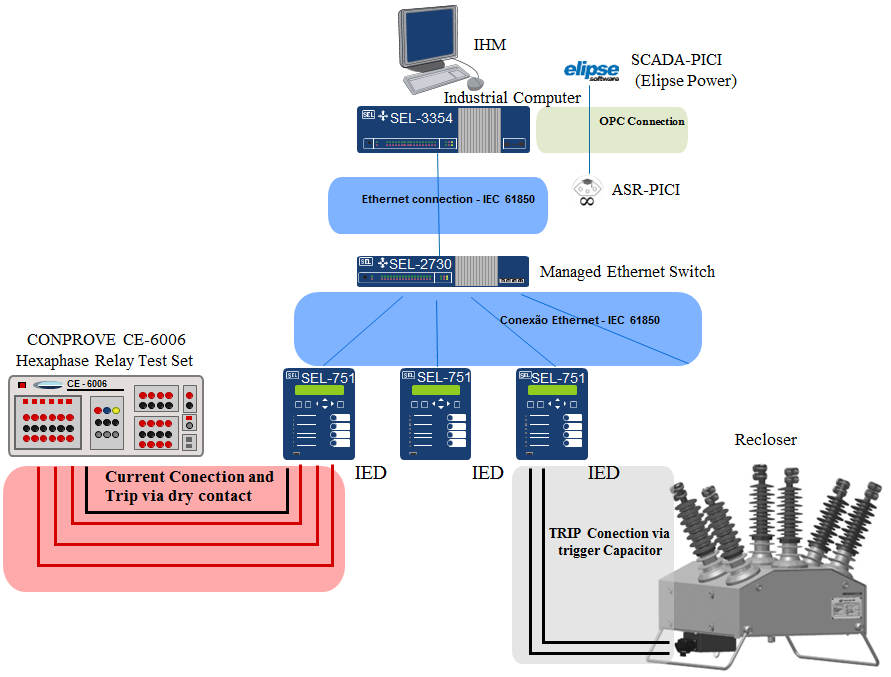 IHM
SCADA-PICI
(Elipse Power)
elipse
software
Industrial Computer
SEL
SEL-3354
OPC Connection
ASR-PICI
Ethernet connection - IEC 61850
SEL
SEL-2730
Managed Ethernet Switch
Conexão Ethernet - IEC 61850
CONPROVE CE-6006
Hexaphase Relay Test Set
CE - 6006
SEL
SEL-751
SEL
SEL-751
SEL
SEL-751
Recloser
IED
IED
IED
Current Conection and
Trip via dry contact
TRIP Conection via
trigger Capacitor